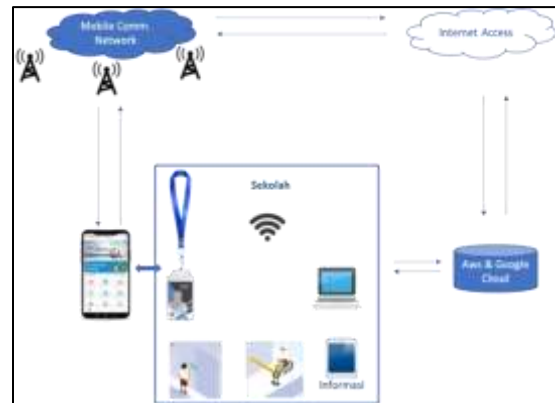 Mobile Comm
Network
Internet Access
Sekolah
Aws & Google
Cloud
Informasi